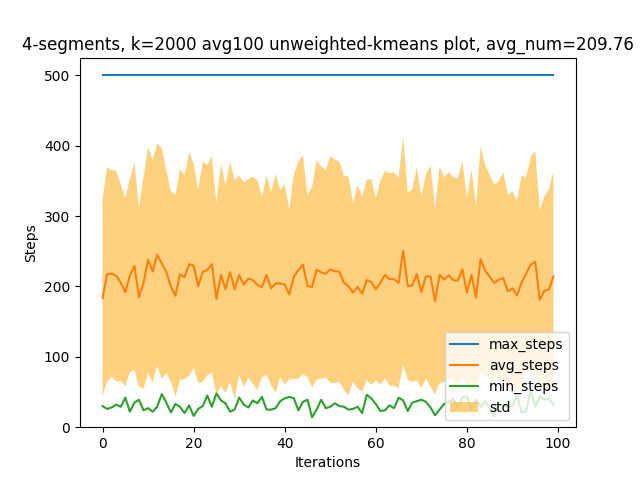 4-segments, k=2000 avg100 unweighted-kmeans plot, avg_num=209.76
Steps
500
400
300
200
100
0
max_steps
avg_steps
min_steps
std
0 20 40 60 80 100
Iterations